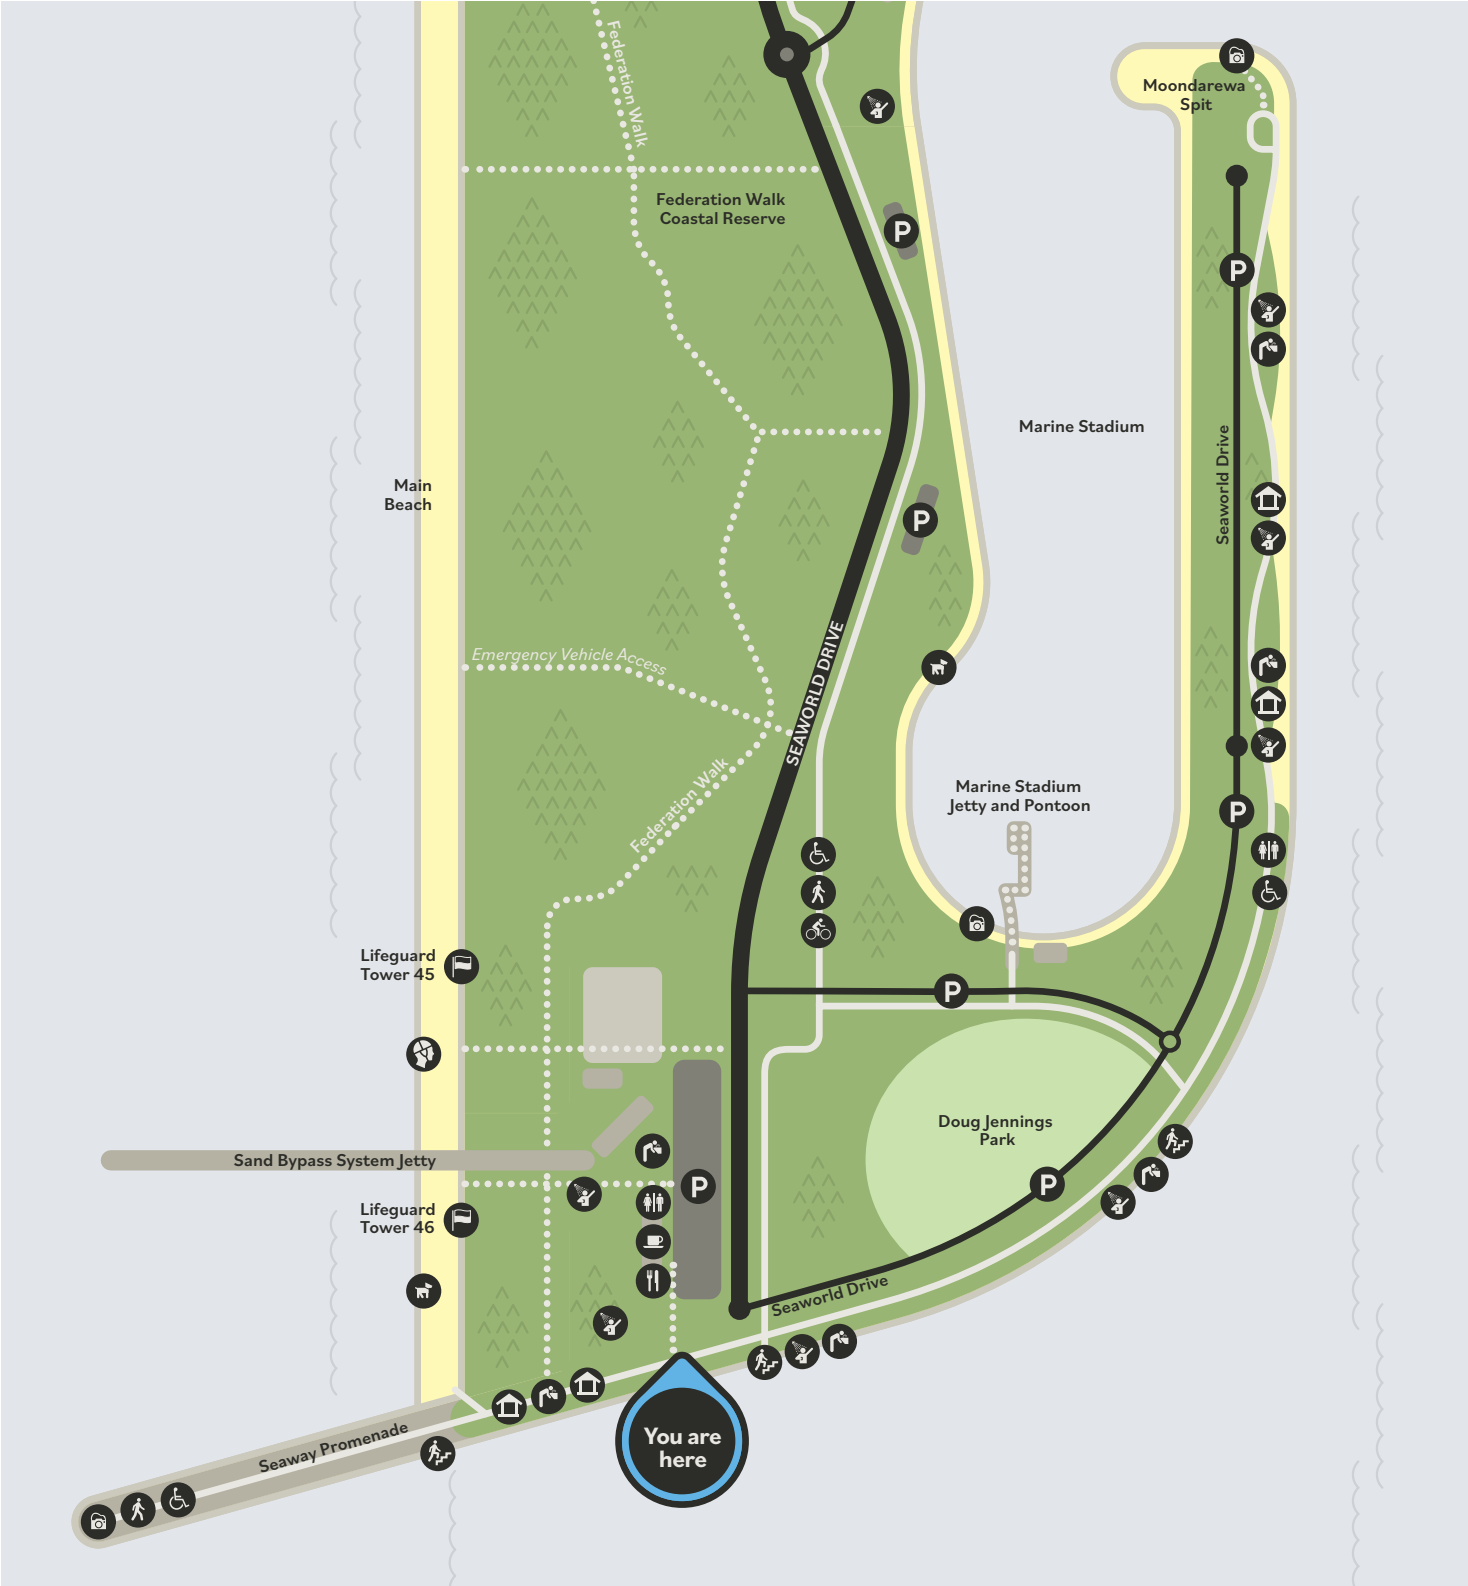 Federation Walk
Moondarewa
Spit
Federation Walk
Coastal Reserve
P
P
P
Marine Stadium
Seaworld Drive
Main
Beach
P
Emergency Vehicle Access
SEAWORLD DRIVE
Federation Walk
Marine Stadium
Jetty and Pontoon
P
Lifeguard
Tower 45
P
Doug Jennings
Park
Sand Bypass System Jetty
P
P
Lifeguard
Tower 46
Seaworld Drive
You are
here
Seaway Promenade